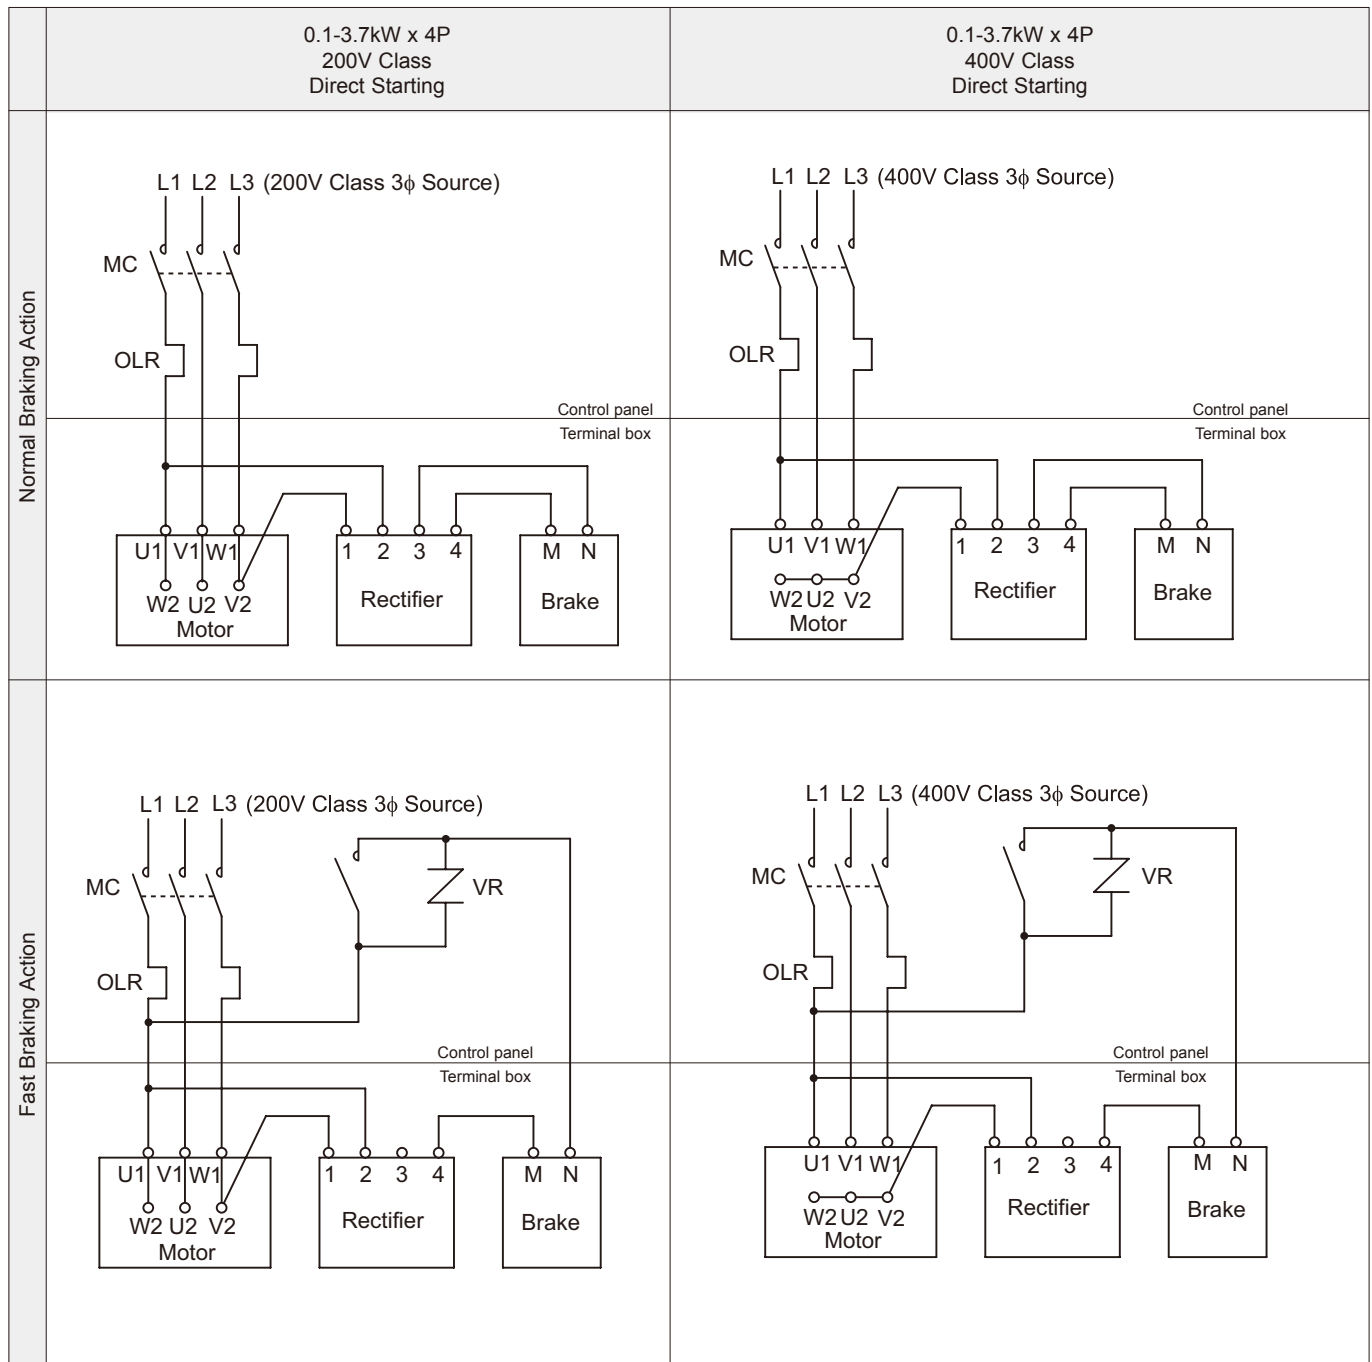 0.1-3.7kW x 4P
200V Class
Direct Starting
0.1-3.7kW x 4P
400V Class
Direct Starting
Normal Braking Action
L1 L2 L3 (200V Class 3ϕ Source)
MC
OLR
Control panel
Terminal box
U1 V1 W1
W2 U2 V2
Motor
1 2 3 4
Rectifier
M N
Brake
L1 L2 L3 (400V Class 3ϕ Source)
MC
OLR
Control panel
Terminal box
U1 V1 W1
W2 U2 V2
Motor
1 2 3 4
Rectifier
M N
Brake
Fast Braking Action
L1 L2 L3 (200V Class 3ϕ Source)
MC
VR
OLR
Control panel
Terminal box
U1 V1 W1
W2 U2 V2
Motor
1 2 3 4
Rectifier
M N
Brake
L1 L2 L3 (400V Class 3ϕ Source)
MC
VR
OLR
Control panel
Terminal box
U1 V1 W1
W2 U2 V2
Motor
1 2 3 4
Rectifier
M N
Brake